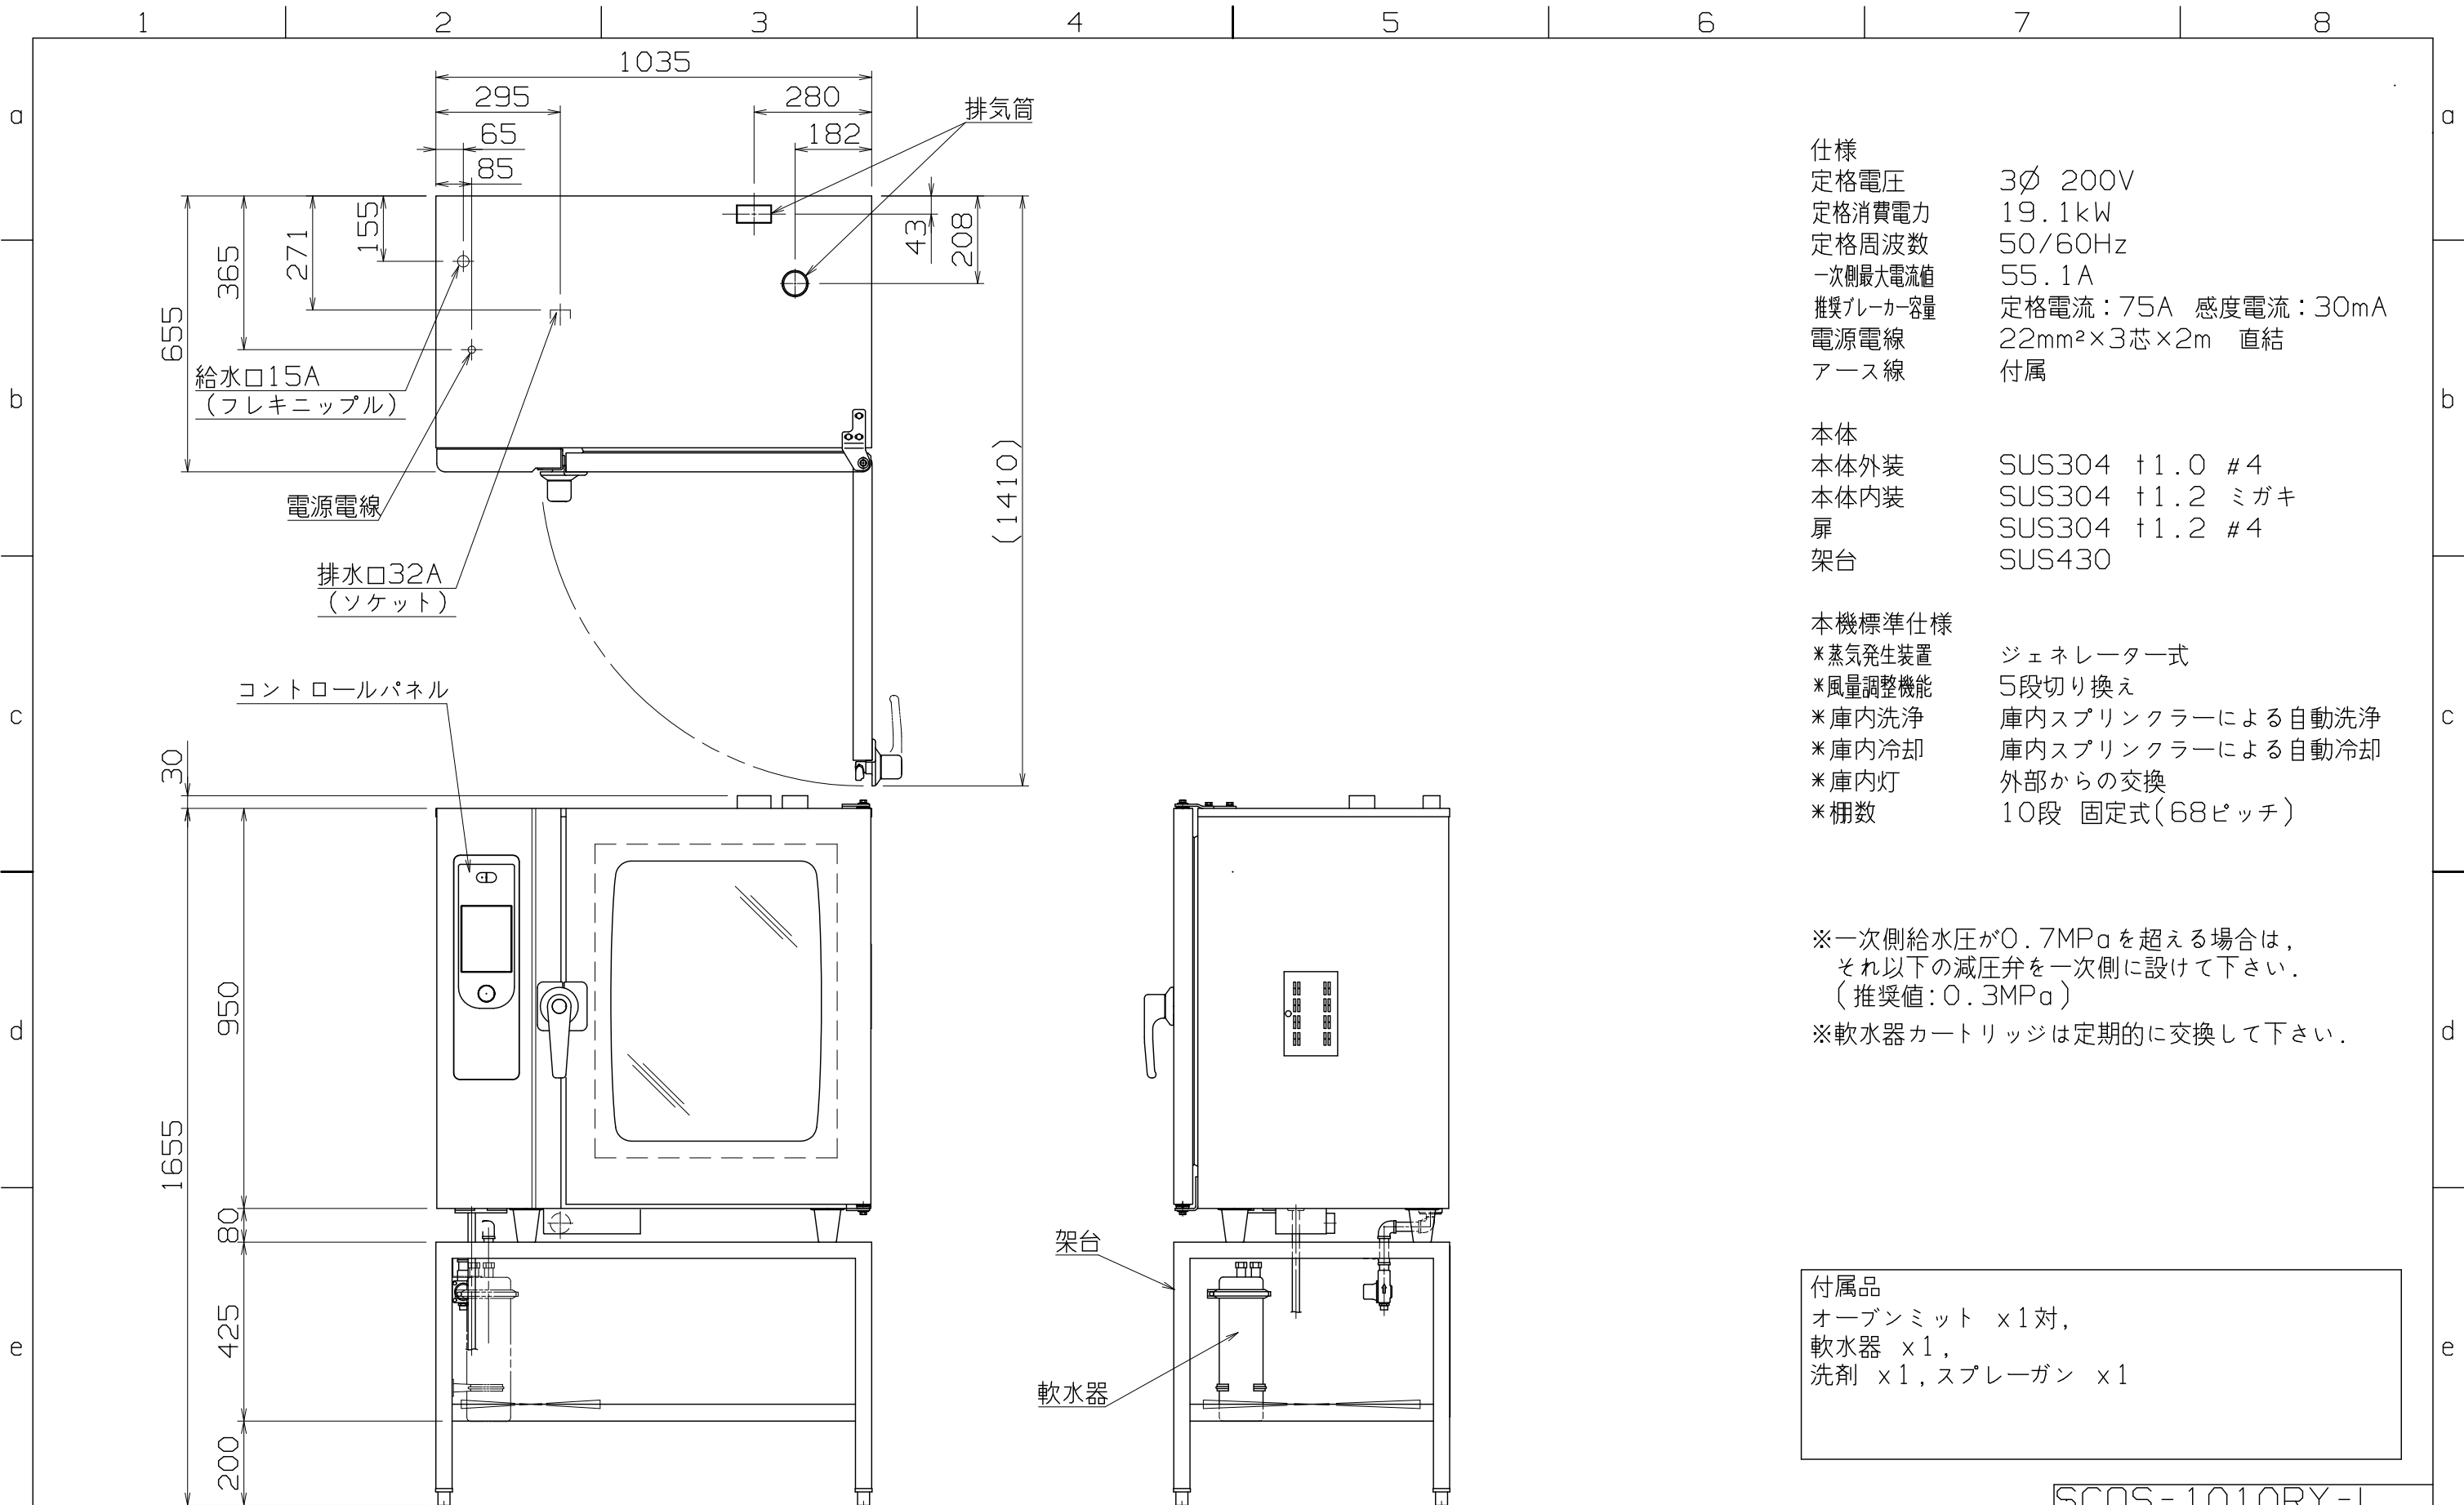 1 2 3 4 5 6 7 8
a a
b b
c c
d d
e e
1035
295 280
65 182
85
排気筒
655
365
271
155
43
208
(1410)
給水口15A
(フレキニップル)
電源電線
排水口32A
(ソケット)
コントロールパネル
30
950
1655
80
425
200
架台
軟水器
仕様
定格電圧 3Ø 200V
定格消費電力 19.1kW
定格周波数 50/60Hz
一次側最大電流値 55.1A
推奨ブレーカー容量 定格電流：75A 感度電流：30mA
電源電線 22mm²×3芯×2m 直結
アース線 付属
本体
本体外装 SUS304 t1.0 #4
本体内装 SUS304 t1.2 ミガキ
扉 SUS304 t1.2 #4
架台 SUS430
本機標準仕様
*蒸気発生装置 ジェネレーター式
*風量調整機能 5段切り換え
*庫内洗浄 庫内スプリンクラーによる自動洗浄
*庫内冷却 庫内スプリンクラーによる自動冷却
*庫内灯 外部からの交換
*棚数 10段 固定式(68ピッチ)
※一次側給水圧が0.7MPaを超える場合は,
それ以下の減圧弁を一次側に設けて下さい.
(推奨値:0.3MPa)
※軟水器カートリッジは定期的に交換して下さい.
付属品
オーブンミット x1対,
軟水器 x1,
洗剤 x1,スプレーガン x1